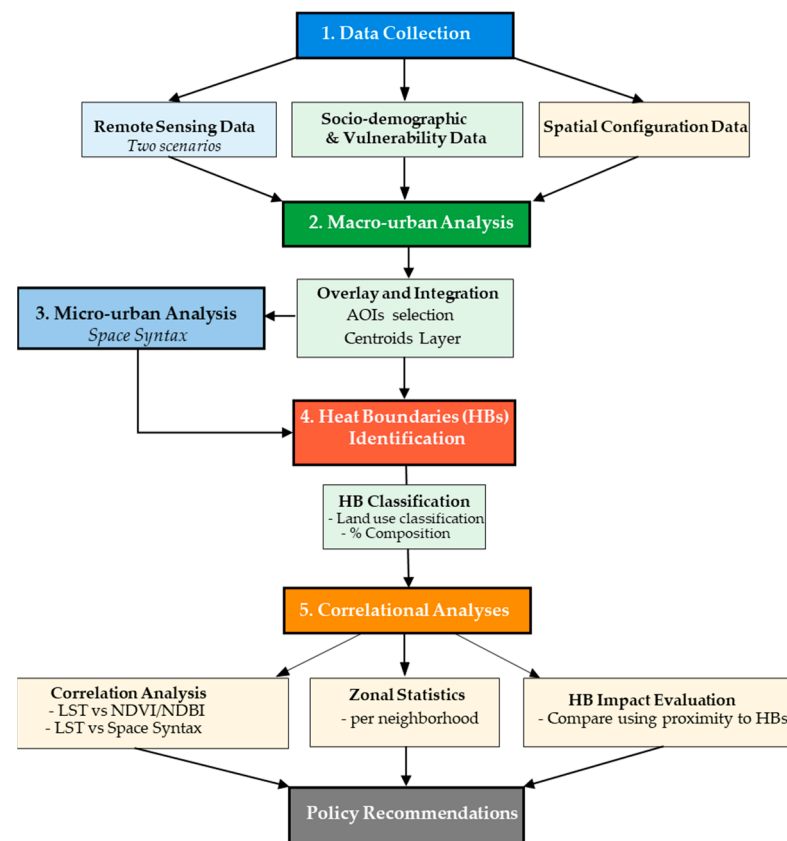 1. Data Collection
Remote Sensing Data
Two scenarios
Socio-demographic
& Vulnerability Data
Spatial Configuration Data
2. Macro-urban Analysis
Overlay and Integration
AOIs selection
Centroids Layer
3. Micro-urban Analysis
Space Syntax
4. Heat Boundaries (HBs)
Identification
HB Classification
- Land use classification
- % Composition
5. Correlational Analyses
Correlation Analysis
- LST vs NDVI/NDBI
- LST vs Space Syntax
Zonal Statistics
- per neighborhood
HB Impact Evaluation
- Compare using proximity to HBs
Policy Recommendations